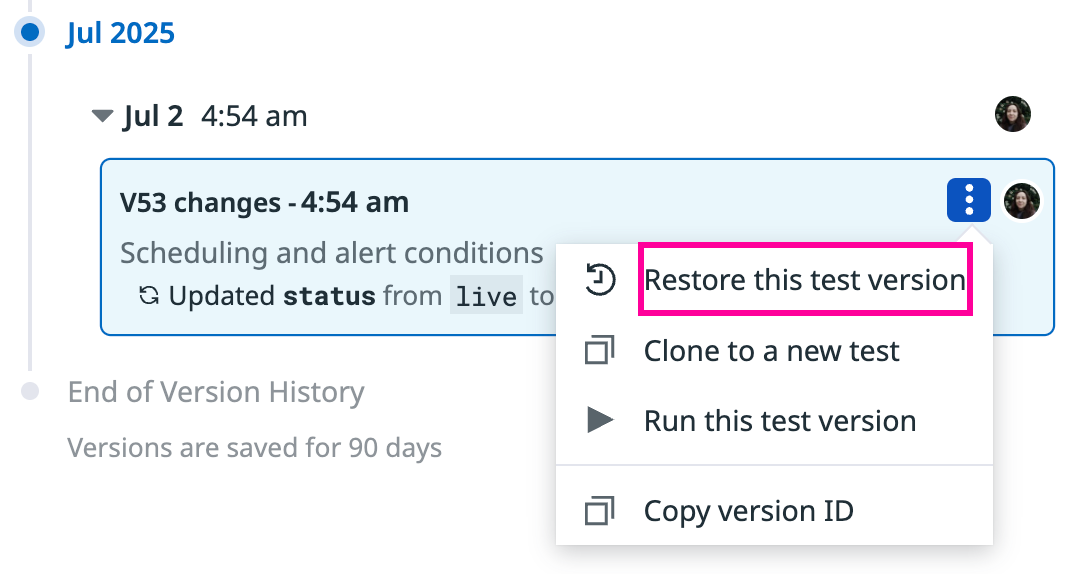 Jul 2025
Jul 2 4:54 am
V53 changes - 4:54 am
Scheduling and alert conditions
Updated status from live to
Restore this test version
Clone to a new test
Run this test version
Copy version ID
End of Version History
Versions are saved for 90 days